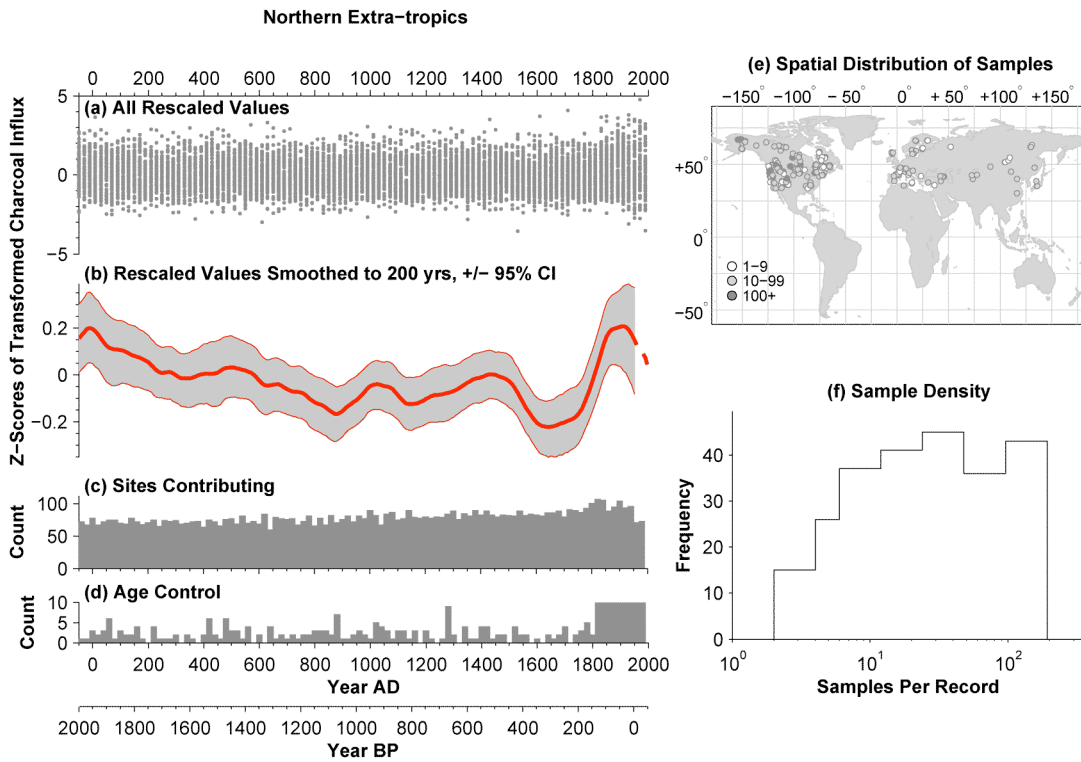 Northern Extra−tropics
0 200 400 600 800 1000 1200 1400 1600 1800 2000
(a) All Rescaled Values
5
0
−5
Z−Scores of Transformed Charcoal Influx
(b) Rescaled Values Smoothed to 200 yrs, +/− 95% CI
0.2
0
−0.2
(c) Sites Contributing
100
50
0
Count
(d) Age Control
10
5
0
Count
0 200 400 600 800 1000 1200 1400 1600 1800 2000
Year AD
2000 1800 1600 1400 1200 1000 800 600 400 200 0
Year BP
(e) Spatial Distribution of Samples
−150° −100° −50° 0° +50° +100° +150°
+50°
0°
−50°
1−9
10−99
100+
(f) Sample Density
40
30
20
10
0
Frequency
10^0 10^1 10^2
Samples Per Record